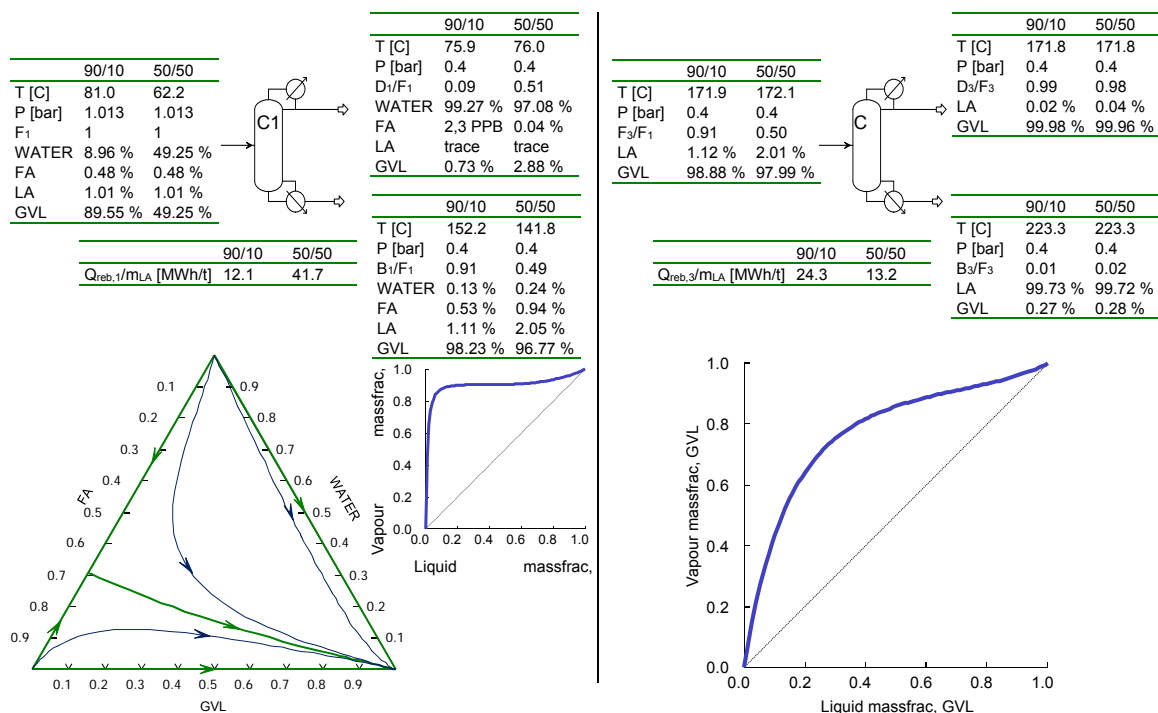 90/10 50/50
T [C] 81.0 62.2
P [bar] 1.013 1.013
F1 1 1
WATER 8.96 % 49.25 %
FA 0.48 % 0.48 %
LA 1.01 % 1.01 %
GVL 89.55 % 49.25 %
C1
90/10 50/50
T [C] 75.9 76.0
P [bar] 0.4 0.4
D1/F1 0.09 0.51
WATER 99.27 % 97.08 %
FA 2,3 PPB 0.04 %
LA trace trace
GVL 0.73 % 2.88 %
90/10 50/50
T [C] 152.2 141.8
P [bar] 0.4 0.4
B1/F1 0.91 0.49
WATER 0.13 % 0.24 %
FA 0.53 % 0.94 %
LA 1.11 % 2.05 %
GVL 98.23 % 96.77 %
90/10 50/50
Qreb,1/mLA [MWh/t] 12.1 41.7
0.1 0.9
0.2 0.8
0.3 0.7
0.4 0.6
FA WATER
0.5 0.5
0.6 0.4
0.7 0.3
0.8 0.2
0.9 0.1
0.1 0.2 0.3 0.4 0.5 0.6 0.7 0.8 0.9
GVL
Vapour massfrac,
1.0
0.8
0.6
0.4
0.2
0.0
0.0 0.2 0.4 0.6 0.8 1.0
Liquid massfrac,
90/10 50/50
T [C] 171.9 172.1
P [bar] 0.4 0.4
F3/F1 0.91 0.50
LA 1.12 % 2.01 %
GVL 98.88 % 97.99 %
C
90/10 50/50
T [C] 171.8 171.8
P [bar] 0.4 0.4
D3/F3 0.99 0.98
LA 0.02 % 0.04 %
GVL 99.98 % 99.96 %
90/10 50/50
T [C] 223.3 223.3
P [bar] 0.4 0.4
B3/F3 0.01 0.02
LA 99.73 % 99.72 %
GVL 0.27 % 0.28 %
90/10 50/50
Qreb,3/mLA [MWh/t] 24.3 13.2
Vapour massfrac, GVL
1.0
0.8
0.6
0.4
0.2
0.0
0.0 0.2 0.4 0.6 0.8 1.0
Liquid massfrac, GVL